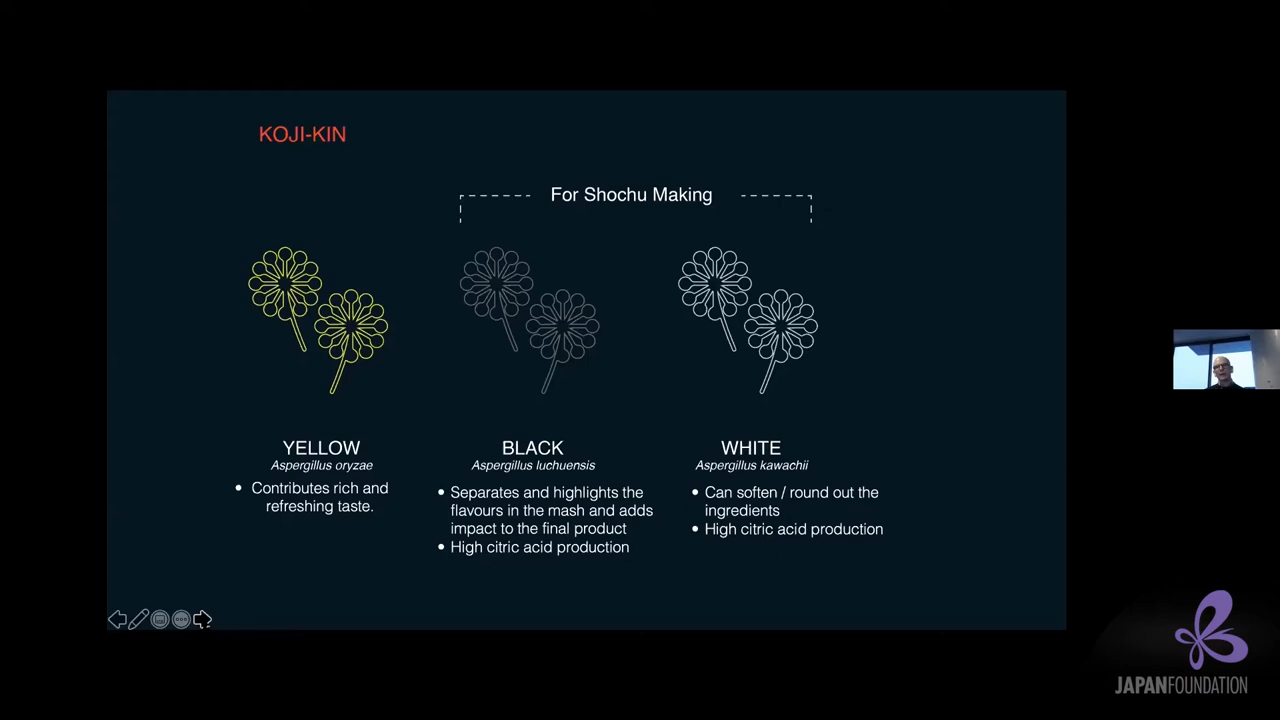 KOJI-KIN
For Shochu Making
YELLOW
Aspergillus oryzae
• Contributes rich and
refreshing taste.
BLACK
Aspergillus luchuensis
• Separates and highlights the
flavours in the mash and adds
impact to the final product
• High citric acid production
WHITE
Aspergillus kawachii
• Can soften / round out the
ingredients
• High citric acid production
JAPANFOUNDATION